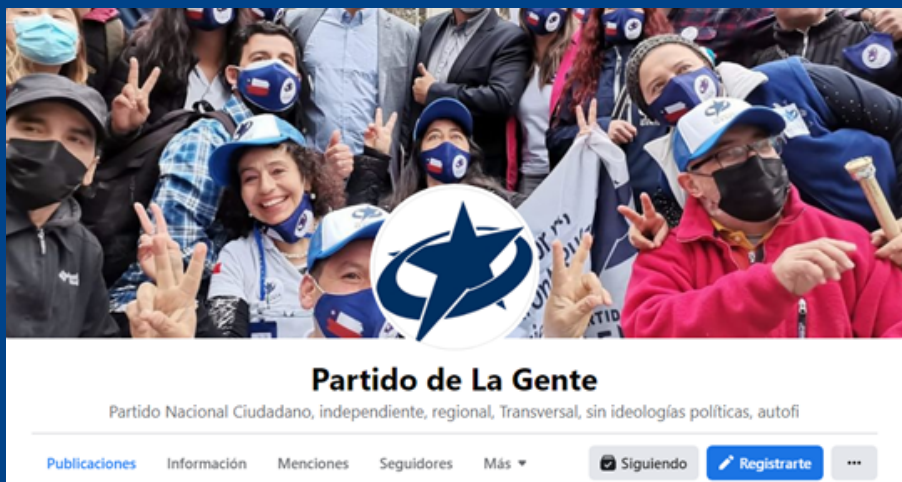 Partido de La Gente
Partido Nacional Ciudadano, independiente, regional, Transversal, sin ideologías políticas, autofi
Publicaciones
Información
Menciones
Seguidores
Más
Siguiendo
Registrarte
...